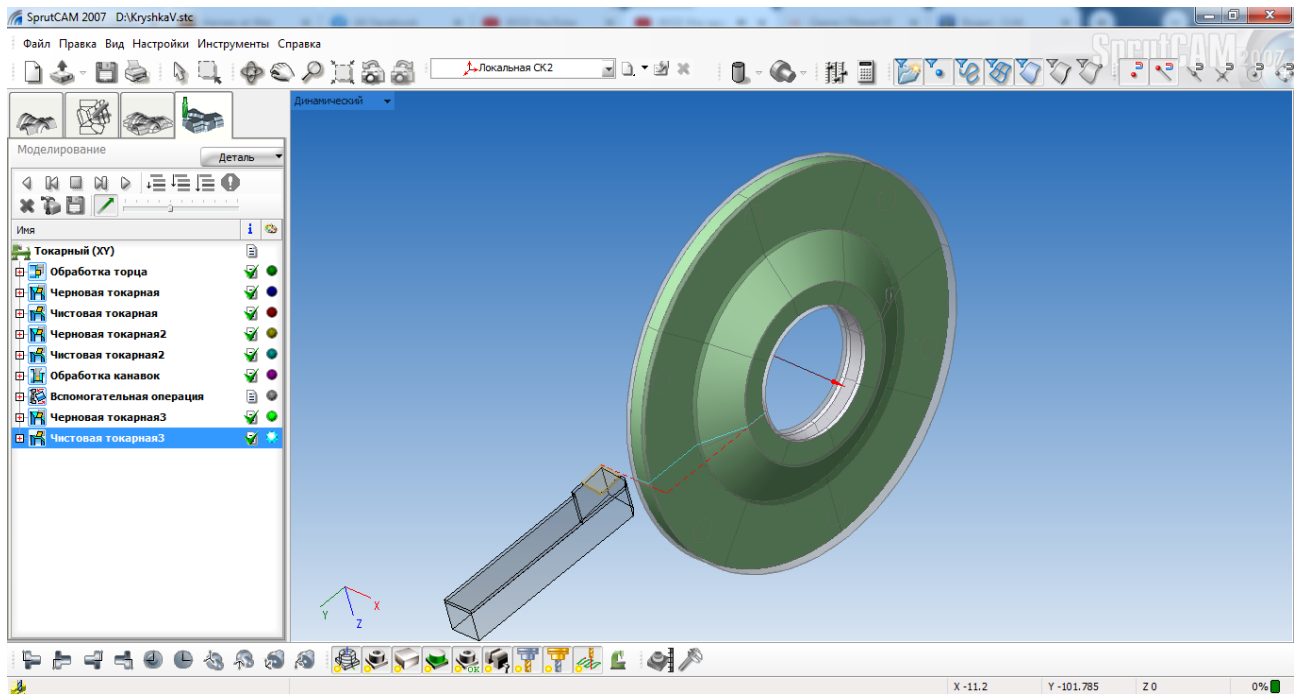 SprutCAM 2007 D:\KryshkaV.stc
Файл Правка Вид Настройки Инструменты Справка
SprutCAM 2007
Локальная СК2
Динамический
Моделирование
Деталь
Имя
Токарный (XY)
Обработка торца
Черновая токарная
Чистовая токарная
Черновая токарная2
Чистовая токарная2
Обработка канавок
Вспомогательная операция
Черновая токарная3
Чистовая токарная3
X
Y
Z
OK
X -11.2 Y -101.785 Z 0 0%